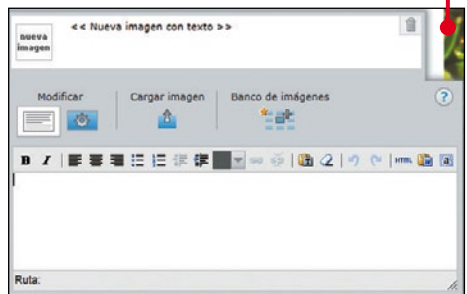 nueva
imagen
<< Nueva imagen con texto >>
Modificar
Cargar imagen
Banco de imágenes
?
B I HTML a
Ruta: